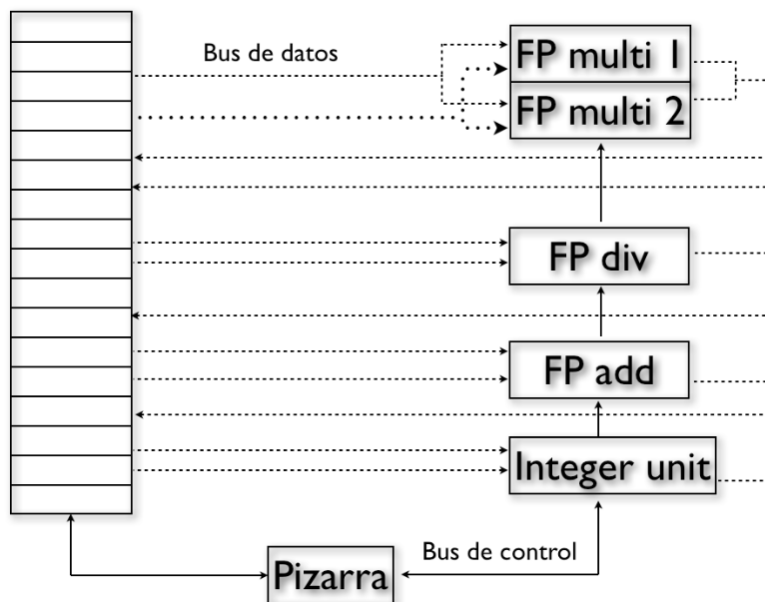 Bus de datos
FP multi 1
FP multi 2
FP div
FP add
Integer unit
Bus de control
Pizarra